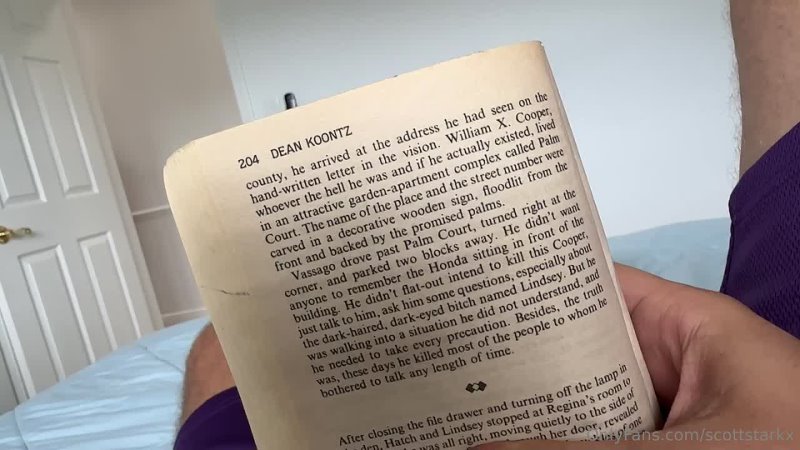 204 DEAN KOONTZ
county, he arrived at the address he had seen on the
hand-written letter in the vision. William X. Cooper,
whoever the hell he was and if he actually existed, lived
in an attractive garden-apartment complex called Palm
Court. The name of the place and the street number were
carved in a decorative wooden sign, floodlit from the
front and backed by the promised palms.
Vassago drove past Palm Court, turned right at the
corner, and parked two blocks away. He didn't want
anyone to remember the Honda sitting in front of the
building. He didn't flat-out intend to kill this Cooper,
just talk to him, ask him some questions, especially about
the dark-haired, dark-eyed bitch named Lindsey. But he
was walking into a situation he did not understand, and
he needed to take every precaution. Besides, the truth
was, these days he killed most of the people to whom he
bothered to talk any length of time.
After closing the file drawer and turning off the lamp in
Hatch and Lindsey stopped at Regina's room to
was all right, moving quietly to the side of
her door, revealed
of one
onlyfans.com/scottstarkx